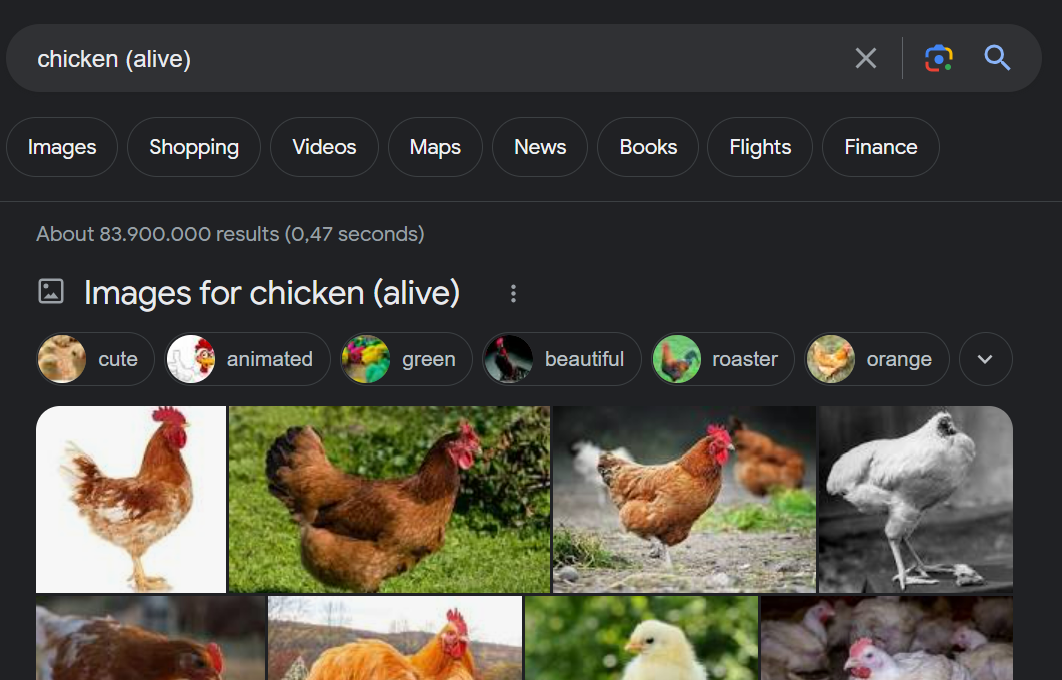 chicken (alive)
Images Shopping Videos Maps News Books Flights Finance
About 83.900.000 results (0,47 seconds)
Images for chicken (alive)
cute animated green beautiful roaster orange